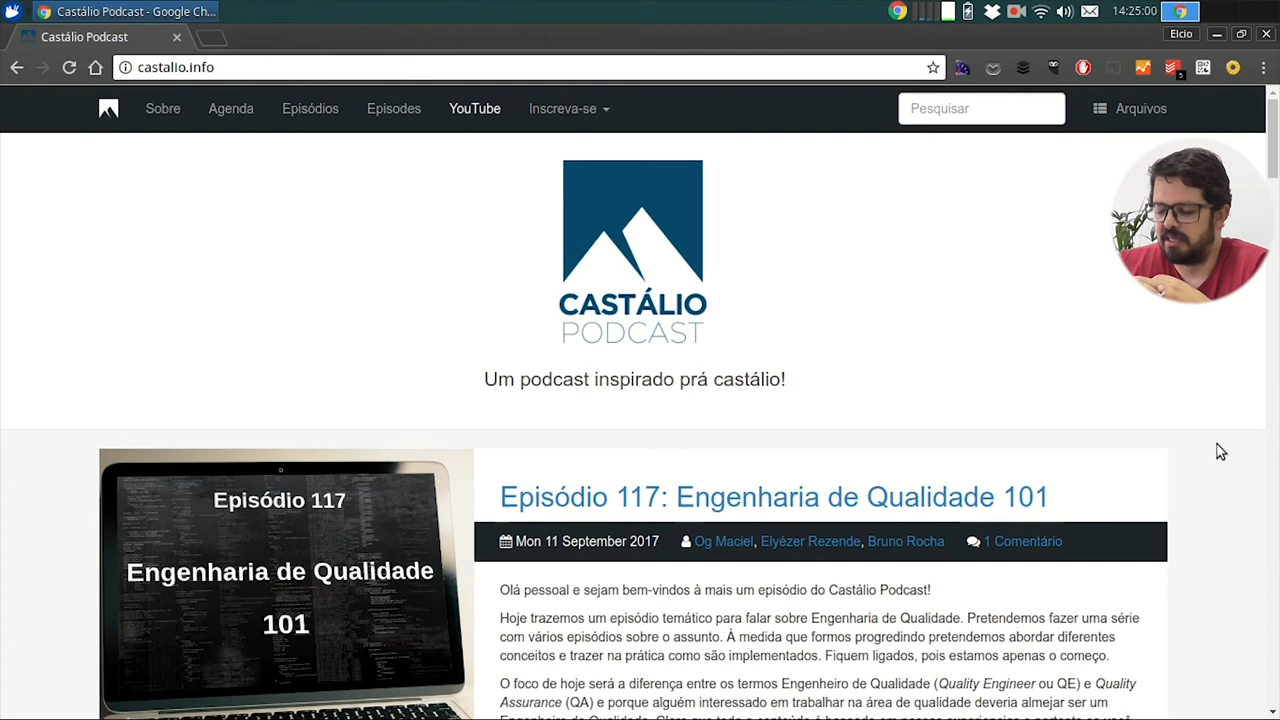 Castálio Podcast - Google Ch...
14:25:00
Castálio Podcast
Elcio
castalio.info
5
Sobre
Agenda
Episódios
Episodes
YouTube
Inscreva-se
Pesquisar
Arquivos
CASTÁLIO
PODCAST
Um podcast inspirado prá castálio!
Episódio 117
Engenharia de Qualidade
101
Episódio 117: Engenharia de Qualidade 101
Mon 11 September 2017
Og Maciel, Elyézer Rezende, Bruno Rocha
1 Comentário
Olá pessoal e sejam bem-vindos à mais um episódio do Castálio Podcast!
Hoje trazemos um episódio temático para falar sobre Engenharia de Qualidade. Pretendemos fazer uma série
com vários episódios sobre o assunto. À medida que formos progredindo pretendemos abordar diferentes
conceitos e trazer na prática como são implementados. Fiquem ligados, pois estamos apenas o começo!
O foco de hoje será a diferença entre os termos Engenheiro de Qualidade (Quality Engineer ou QE) e Quality
Assurance (QA) e porque alguém interessado em trabalhar na área de qualidade deveria almejar ser um